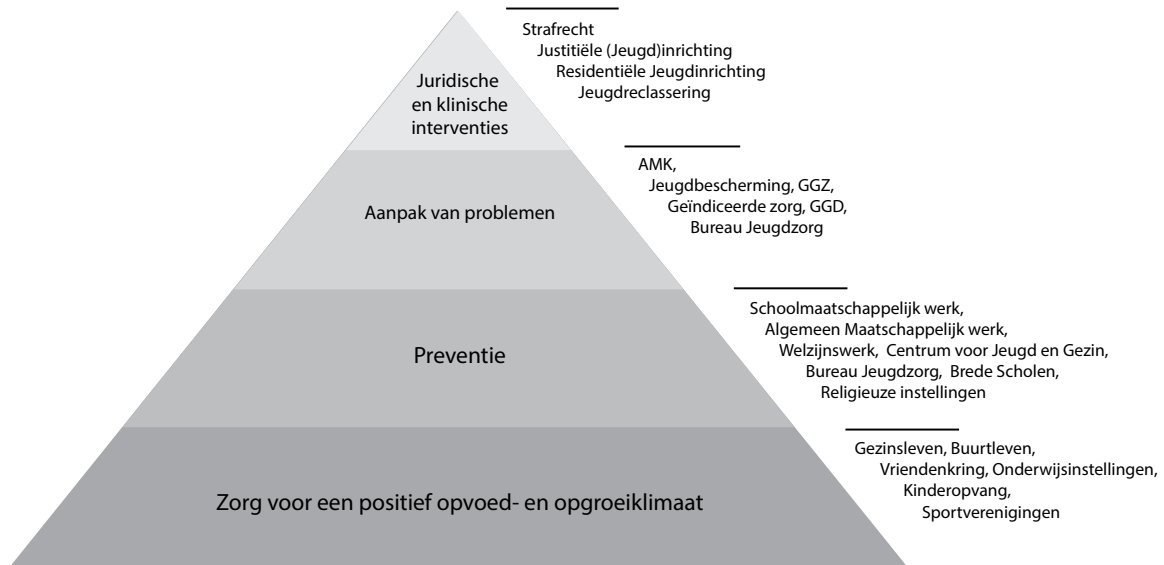 Strafrecht
Justitiële (Jeugd)inrichting
Residentiële Jeugdinrichting
Jeugdreclassering
Juridische
en klinische
interventies
AMK,
Jeugdbescherming, GGZ,
Geïndiceerde zorg, GGD,
Bureau Jeugdzorg
Aanpak van problemen
Schoolmaatschappelijk werk,
Algemeen Maatschappelijk werk,
Welzijnswerk, Centrum voor Jeugd en Gezin,
Bureau Jeugdzorg, Brede Scholen,
Religieuze instellingen
Preventie
Gezinsleven, Buurtleven,
Vriendenkring, Onderwijsinstellingen,
Kinderopvang,
Sportverenigingen
Zorg voor een positief opvoed- en opgroeiklimaat